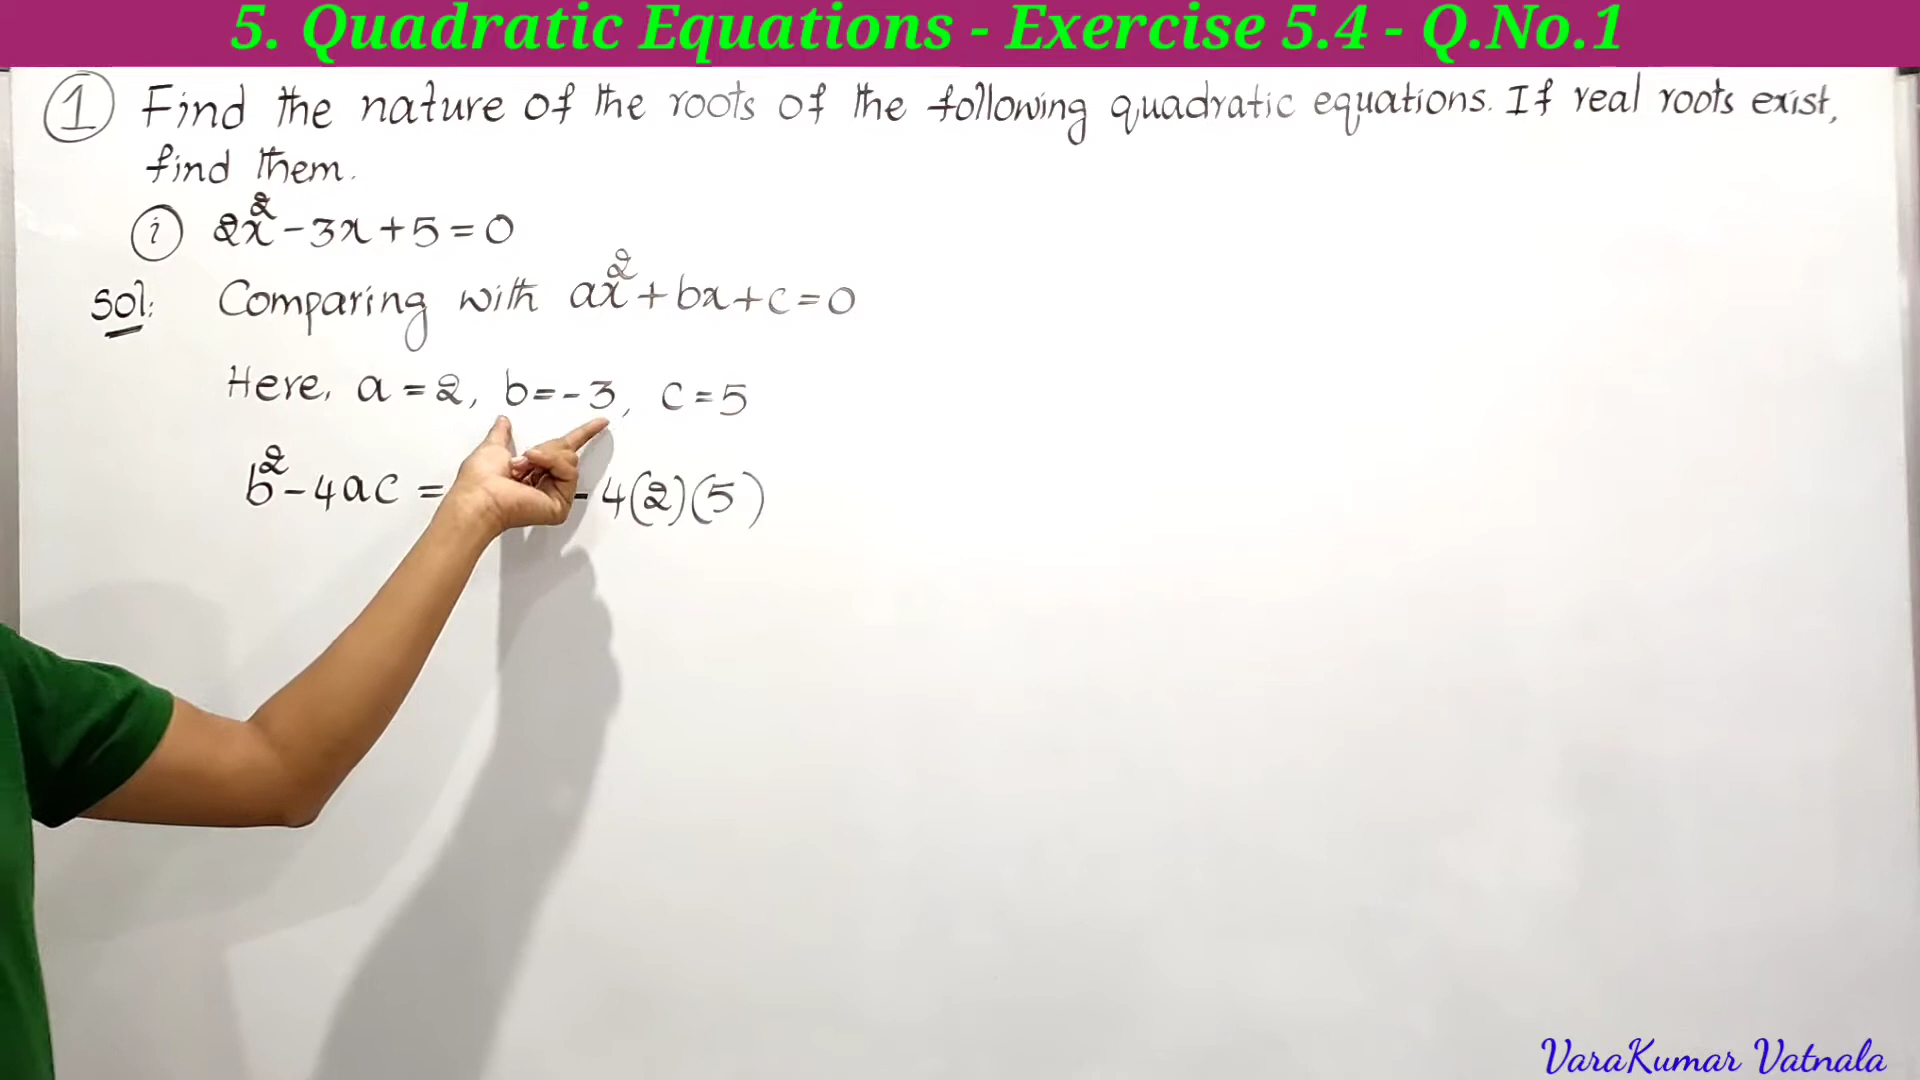 5. Quadratic Equations - Exercise 5.4 - Q.No.1
① Find the nature of the roots of the following quadratic equations. If real roots exist,
find them.
ⓘ 2x² - 3x + 5 = 0
Sol: Comparing with ax² + bx + c = 0
Here, a = 2, b = -3, c = 5
b² - 4ac = - 4(2)(5)
VaraKumar Vatnala